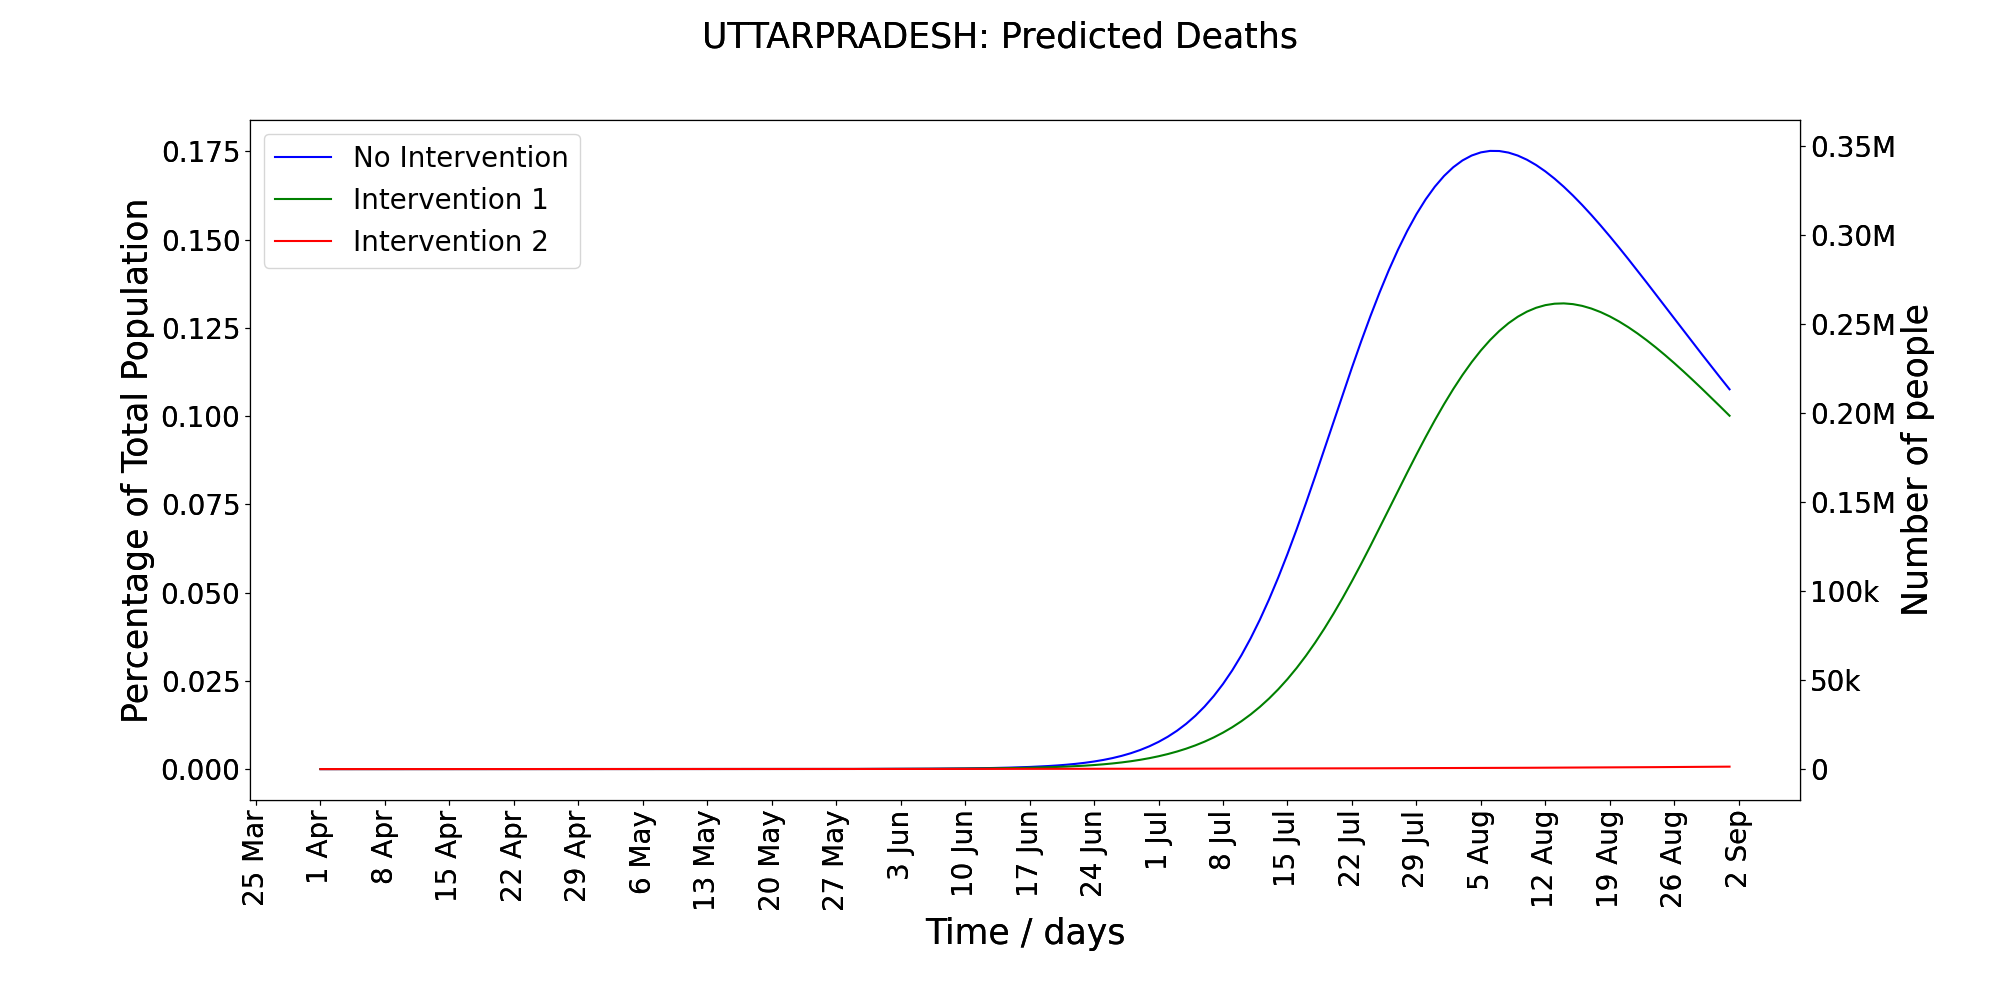 UTTARPRADESH: Predicted Deaths
No Intervention
Intervention 1
Intervention 2
Percentage of Total Population
0.175
0.150
0.125
0.100
0.075
0.050
0.025
0.000
0.35M
0.30M
0.25M
0.20M
0.15M
100k
50k
0
Number of people
25 Mar
1 Apr
8 Apr
15 Apr
22 Apr
29 Apr
6 May
13 May
20 May
27 May
3 Jun
10 Jun
17 Jun
24 Jun
1 Jul
8 Jul
15 Jul
22 Jul
29 Jul
5 Aug
12 Aug
19 Aug
26 Aug
2 Sep
Time / days